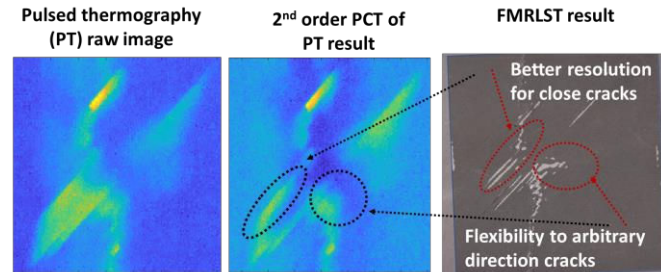 Pulsed thermography
(PT) raw image
2nd order PCT of
PT result
FMRLST result
Better resolution
for close cracks
Flexibility to arbitrary
direction cracks